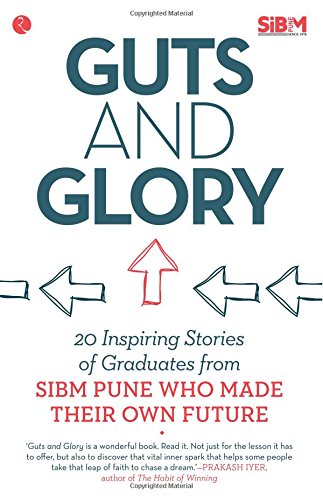 SIBM
PUNE
SINCE 1978
GUTS
AND
GLORY
20 Inspiring Stories
of Graduates from
SIBM PUNE WHO MADE
THEIR OWN FUTURE
'Guts and Glory is a wonderful book. Read it. Not just for the lesson it has
to offer, but also to discover that vital inner spark that helps some people
take that leap of faith to chase a dream.'—PRAKASH IYER,
author of The Habit of Winning